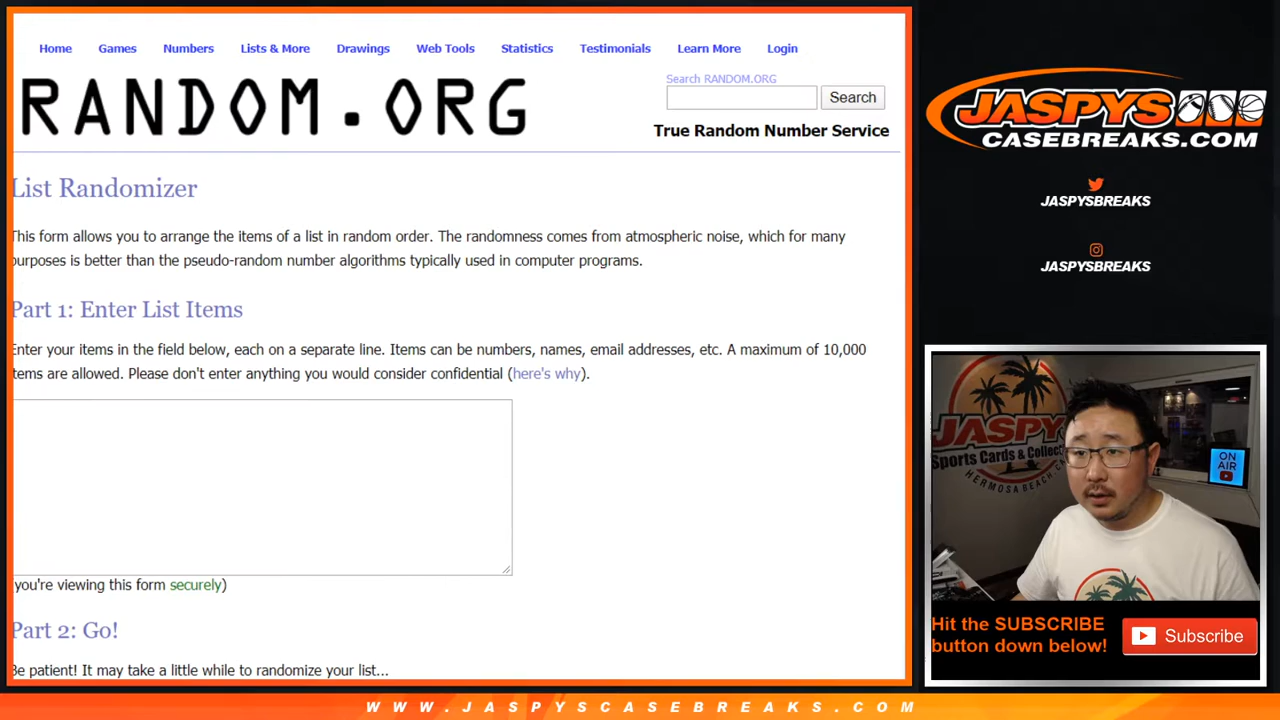 Home Games Numbers Lists & More Drawings Web Tools Statistics Testimonials Learn More Login
RANDOM.ORG
Search RANDOM.ORG
Search
True Random Number Service
List Randomizer
This form allows you to arrange the items of a list in random order. The randomness comes from atmospheric noise, which for many
purposes is better than the pseudo-random number algorithms typically used in computer programs.
Part 1: Enter List Items
Enter your items in the field below, each on a separate line. Items can be numbers, names, email addresses, etc. A maximum of 10,000
items are allowed. Please don't enter anything you would consider confidential (here's why).
you're viewing this form securely)
Part 2: Go!
Be patient! It may take a little while to randomize your list...
JASPYS
CASEBREAKS.COM
JASPYSBREAKS
JASPYSBREAKS
JASPYS
Sports Cards & Collec
HERMOSA BEACH, CA
ON
AIR
Hit the SUBSCRIBE
button down below!
Subscribe
WWW.JASPYSCASEBREAKS.COM